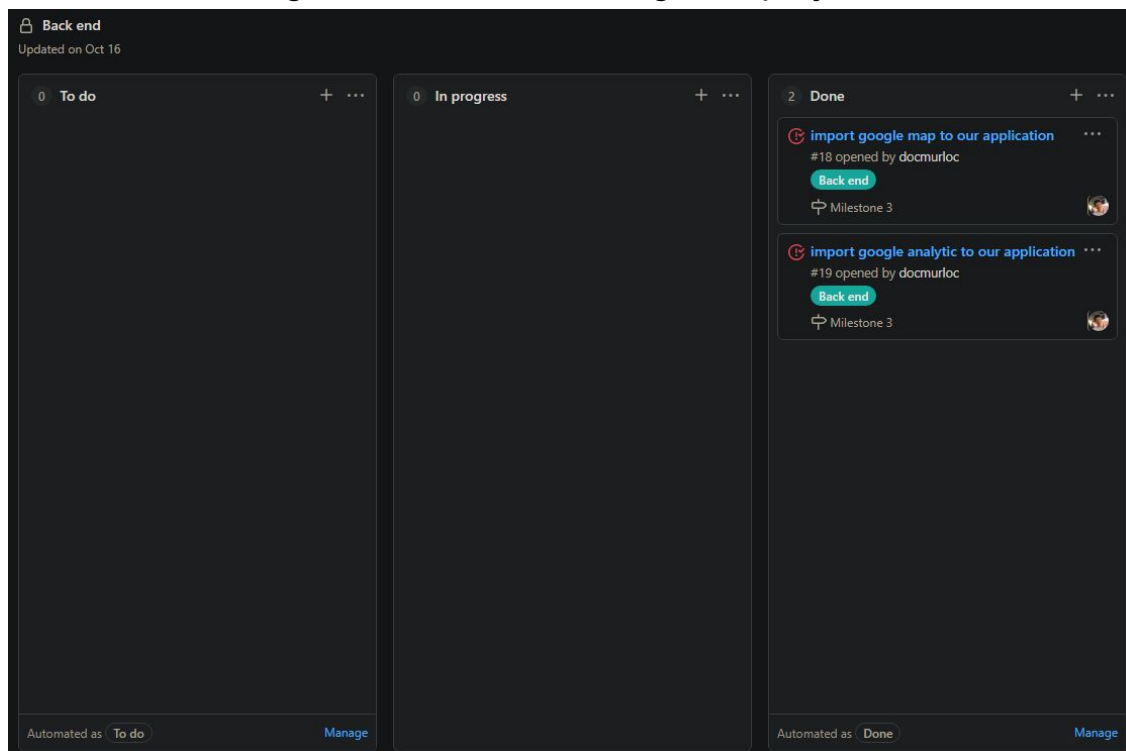 Back end
Updated on Oct 16
0 To do
0 In progress
2 Done
import google map to our application
#18 opened by docmurloc
Back end
Milestone 3
import google analytic to our application
#19 opened by docmurloc
Back end
Milestone 3
Automated as To do Manage
Automated as Done Manage